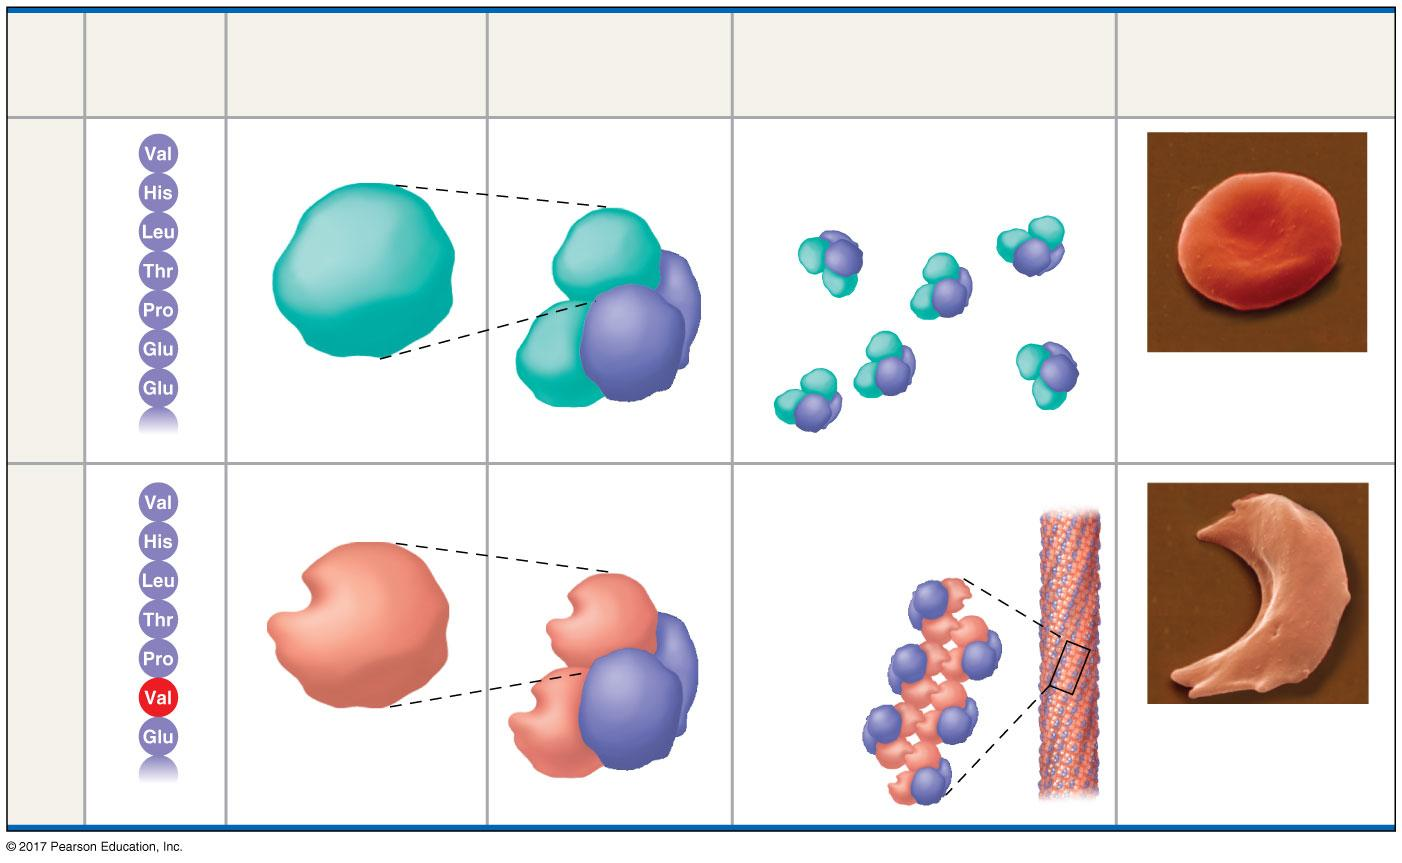 Val
His
Leu
Thr
Pro
Glu
Glu
Val
His
Leu
Thr
Pro
Val
Glu
© 2017 Pearson Education, Inc.